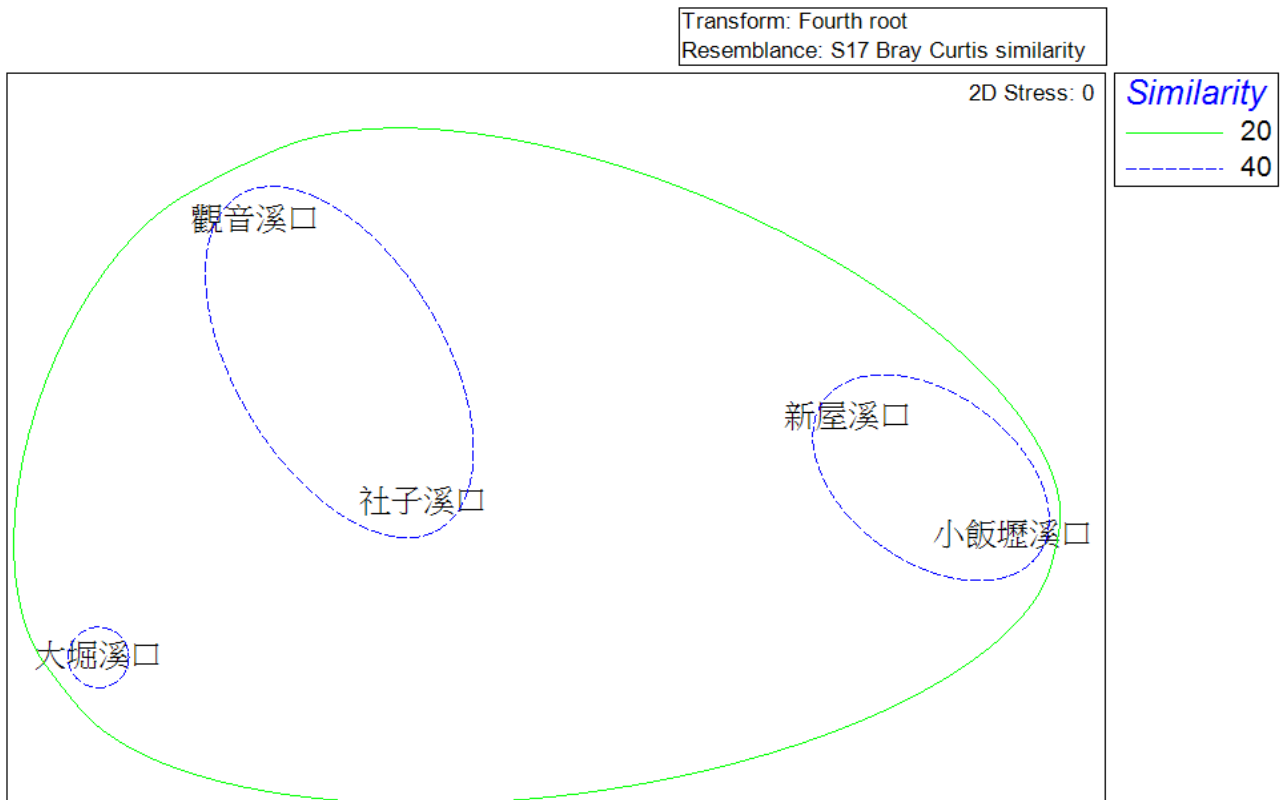 Transform: Fourth root
Resemblance: S17 Bray Curtis similarity
2D Stress: 0
Similarity
20
40
觀音溪口
新屋溪口
社子溪口
小飯壢溪口
大堀溪口